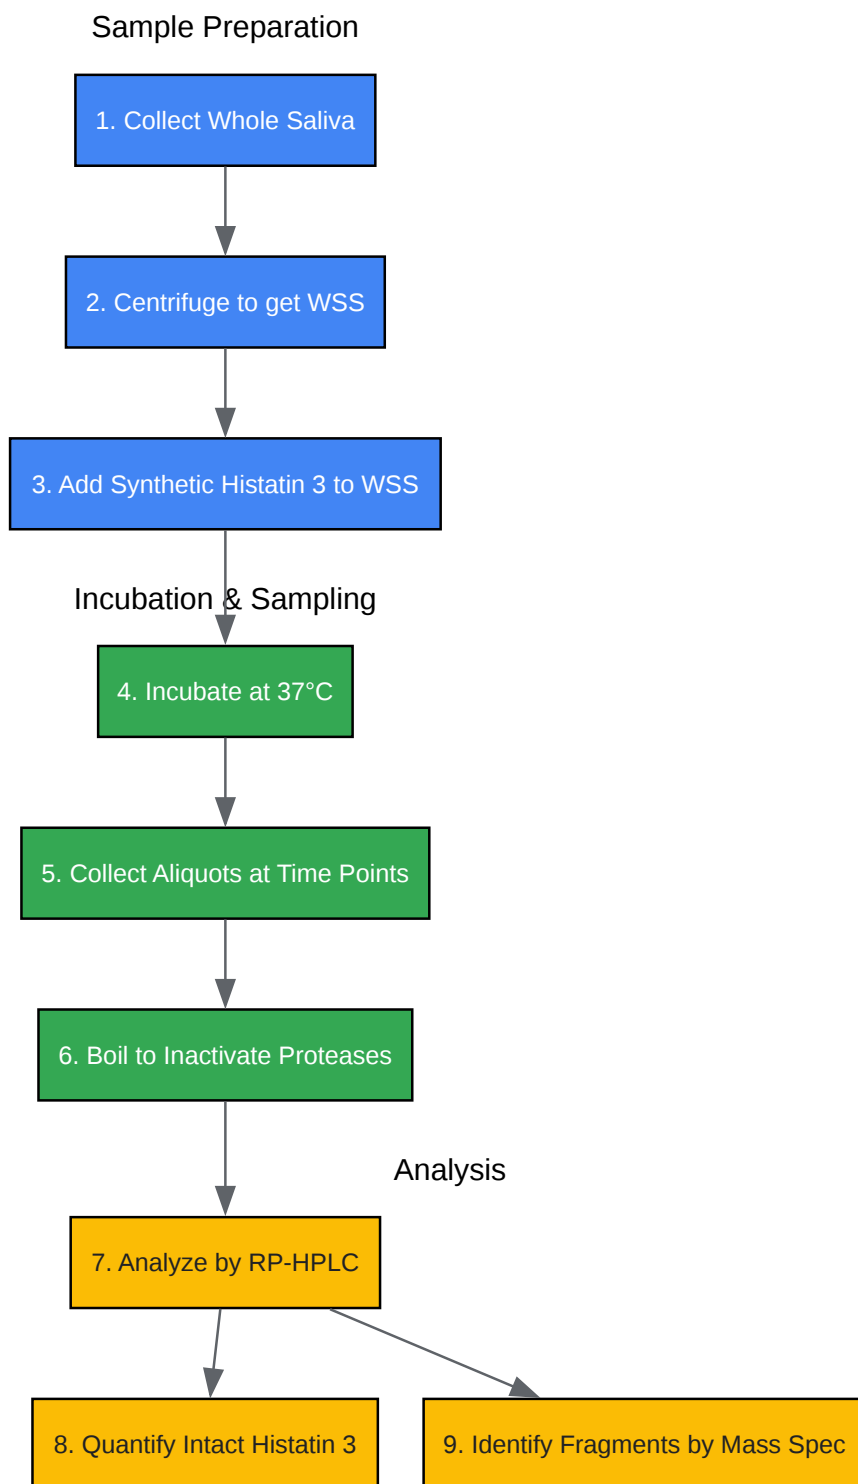 Sample Preparation
1. Collect Whole Saliva
2. Centrifuge to get WSS
3. Add Synthetic Histatin 3 to WSS
Incubation & Sampling
4. Incubate at 37°C
5. Collect Aliquots at Time Points
6. Boil to Inactivate Proteases
Analysis
7. Analyze by RP-HPLC
8. Quantify Intact Histatin 3
9. Identify Fragments by Mass Spec